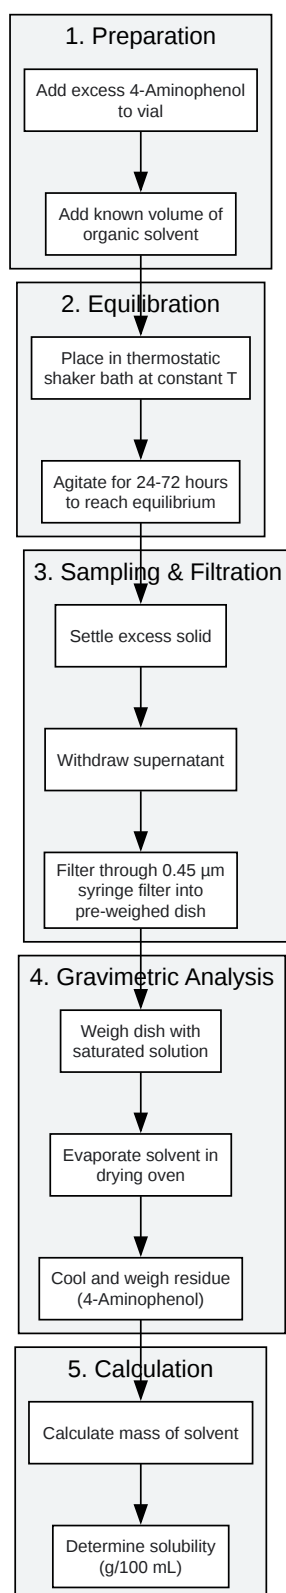 1. Preparation
Add excess 4-Aminophenol
to vial
Add known volume of
organic solvent
2. Equilibration
Place in thermostatic
shaker bath at constant T
Agitate for 24-72 hours
to reach equilibrium
3. Sampling & Filtration
Settle excess solid
Withdraw supernatant
Filter through 0.45 µm
syringe filter into
pre-weighed dish
4. Gravimetric Analysis
Weigh dish with
saturated solution
Evaporate solvent in
drying oven
Cool and weigh residue
(4-Aminophenol)
5. Calculation
Calculate mass of solvent
Determine solubility
(g/100 mL)